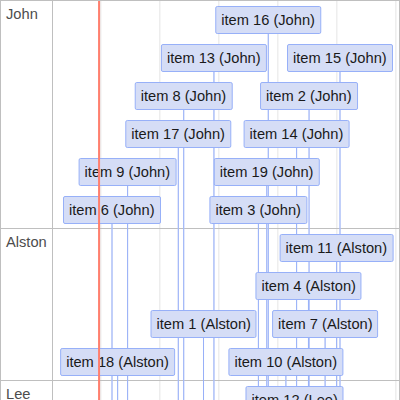 John
item 16 (John)
item 13 (John)
item 15 (John)
item 8 (John)
item 2 (John)
item 17 (John)
item 14 (John)
item 9 (John)
item 19 (John)
item 6 (John)
item 3 (John)
Alston
item 11 (Alston)
item 4 (Alston)
item 1 (Alston)
item 7 (Alston)
item 18 (Alston)
item 10 (Alston)
Lee
item 12 (Lee)